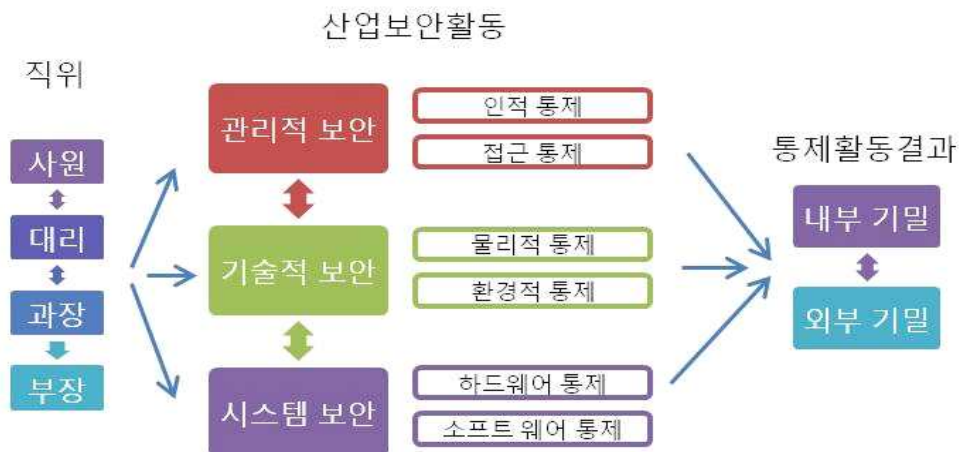 산업보안활동
직위
사원
대리
과장
부장
관리적 보안
인적 통제
접근 통제
기술적 보안
물리적 통제
환경적 통제
시스템 보안
하드웨어 통제
소프트 웨어 통제
통제활동결과
내부 기밀
외부 기밀